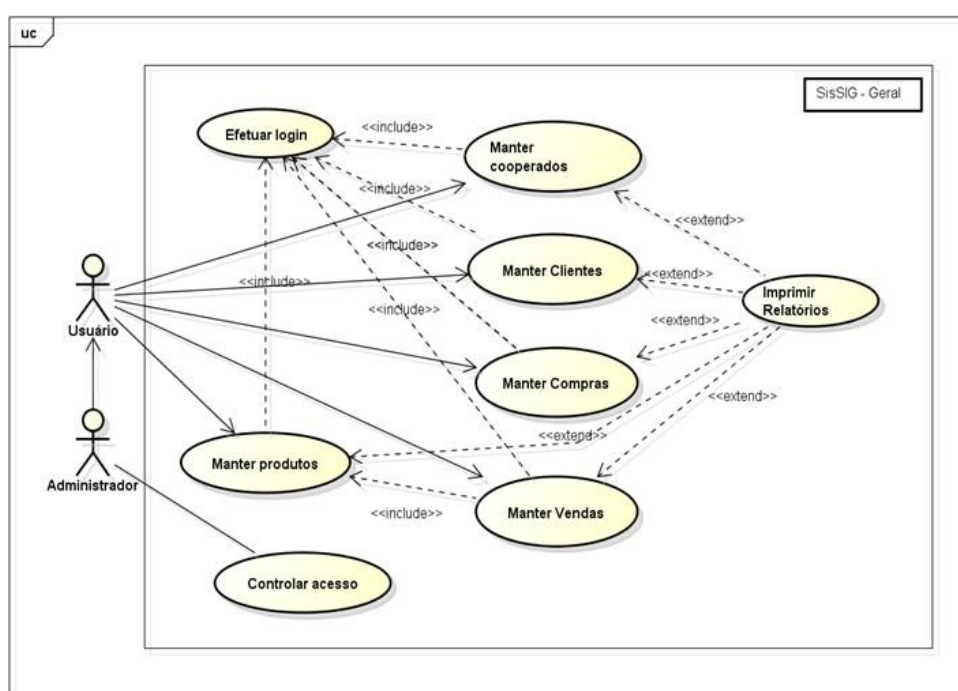 uc
SisSIG - Geral
Efetuar login
<<include>>
Manter
cooperados
<<include>>
<<extend>>
<<include>>
Manter Clientes
<<extend>>
<<include>>
Imprimir
Relatórios
Usuário
<<include>>
<<extend>>
Manter Compras
<<extend>>
<<extend>>
Manter produtos
Administrador
<<include>>
Manter Vendas
Controlar acesso